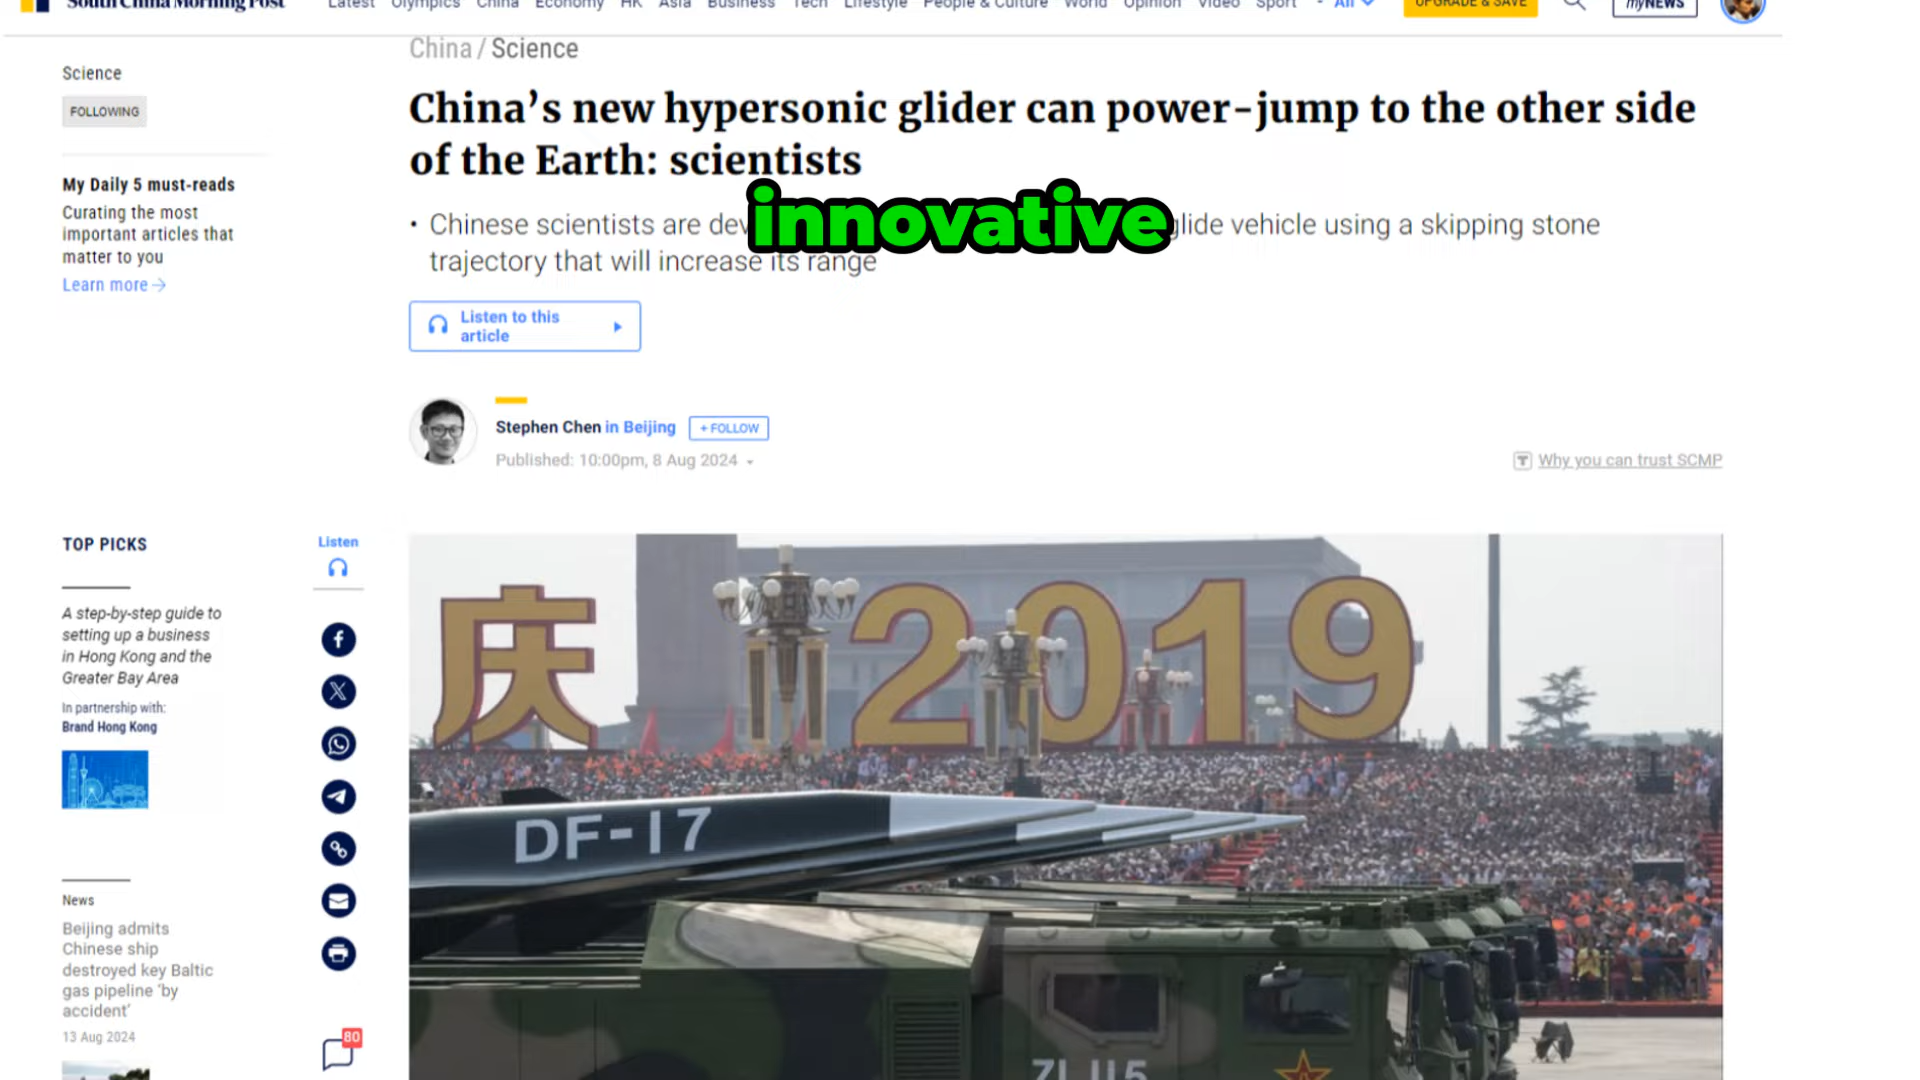 South China Morning Post
Latest Olympics China Economy HK Asia Business Tech Lifestyle People & Culture World Opinion Video Sport - All
UPGRADE & SAVE
myNEWS
China / Science
Science
FOLLOWING
My Daily 5 must-reads
Curating the most
important articles that
matter to you
Learn more
China’s new hypersonic glider can power-jump to the other side
of the Earth: scientists
innovative
• Chinese scientists are dev glide vehicle using a skipping stone
trajectory that will increase its range
Listen to this
article
Stephen Chen in Beijing + FOLLOW
Published: 10:00pm, 8 Aug 2024
Why you can trust SCMP
TOP PICKS
A step-by-step guide to
setting up a business
in Hong Kong and the
Greater Bay Area
In partnership with:
Brand Hong Kong
News
Beijing admits
Chinese ship
destroyed key Baltic
gas pipeline ‘by
accident’
13 Aug 2024
Listen
80
庆 2019
DF-17